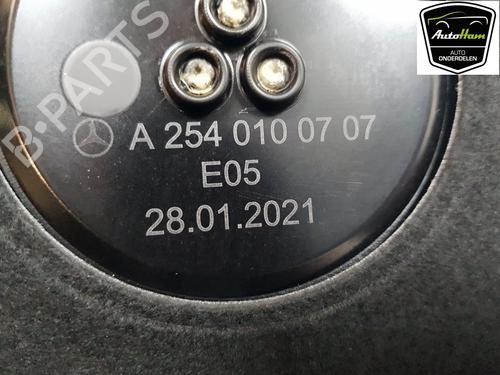 AutoHam
AUTO
ONDERDELEN
B-PARTS
A 254 010 07 07
E05
28.01.2021